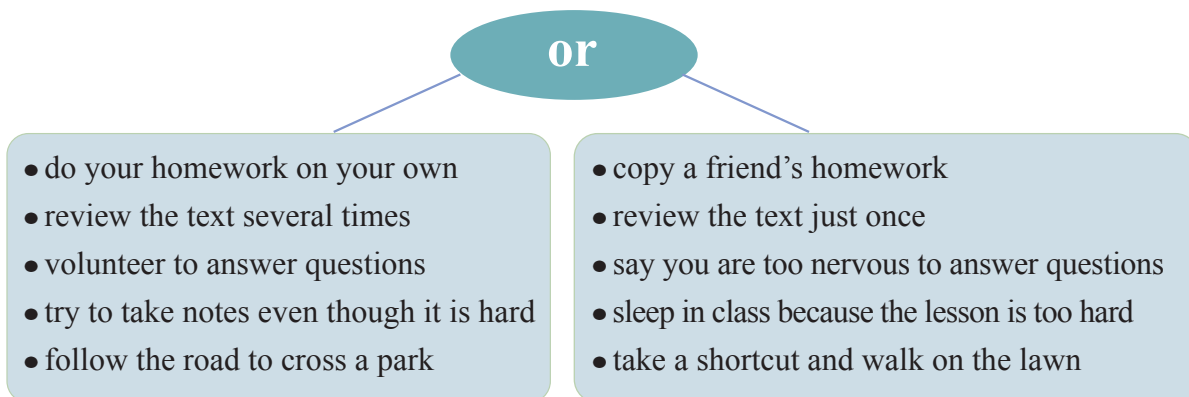 or
• do your homework on your own
• review the text several times
• volunteer to answer questions
• try to take notes even though it is hard
• follow the road to cross a park
• copy a friend’s homework
• review the text just once
• say you are too nervous to answer questions
• sleep in class because the lesson is too hard
• take a shortcut and walk on the lawn